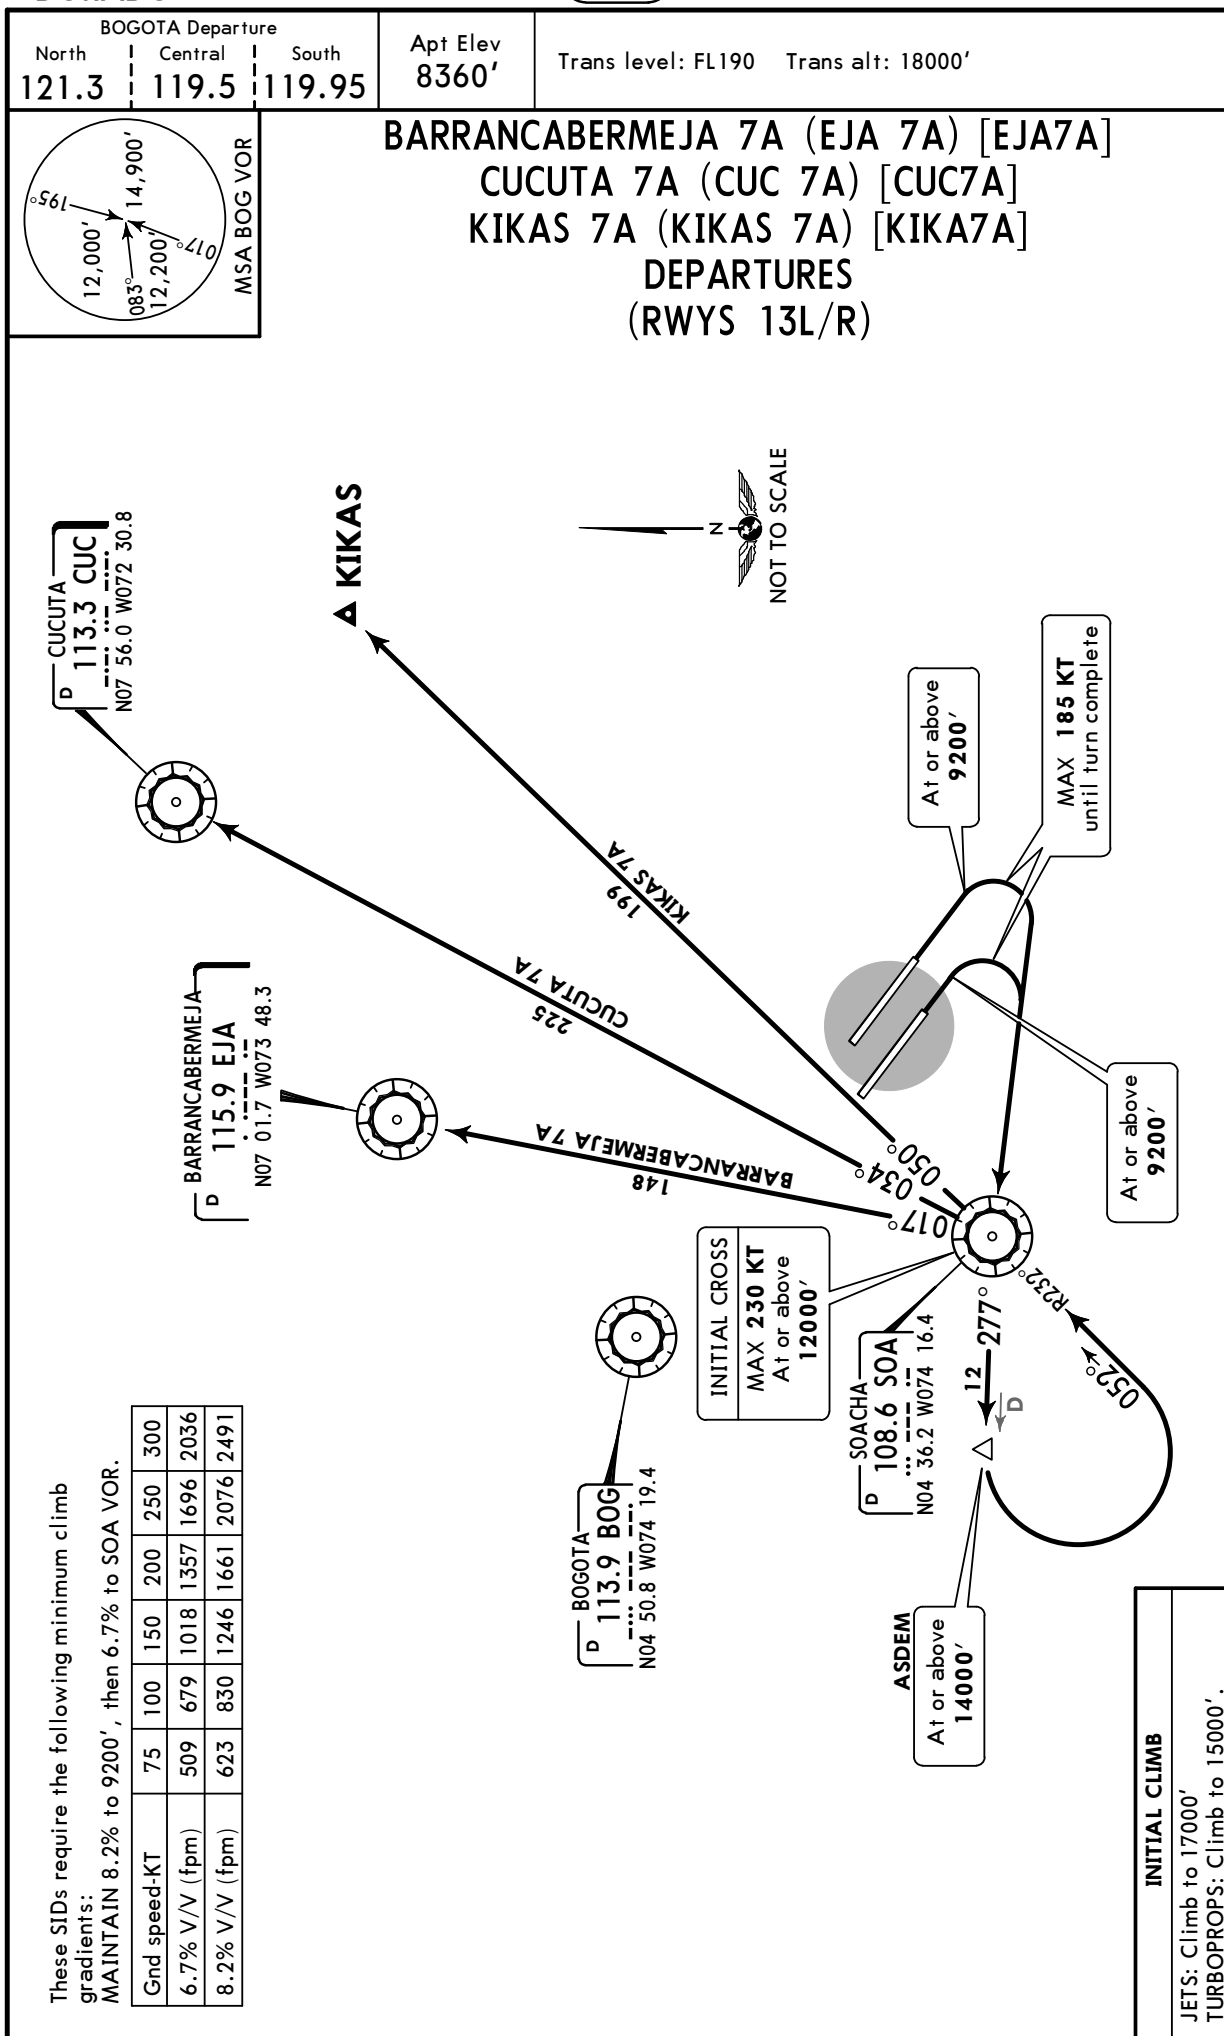 BOGOTA Departure
North
121.3
Central
119.5
South
119.95
Apt Elev
8360'
Trans level: FL190 Trans alt: 18000'
195°
14,900'
12,000'
083°
12,200'
017°
MSA BOG VOR
BARRANCABERMEJA 7A (EJA 7A) [EJA7A]
CUCUTA 7A (CUC 7A) [CUC7A]
KIKAS 7A (KIKAS 7A) [KIKA7A]
DEPARTURES
(RWYS 13L/R)
CUCUTA
D 113.3 CUC
N07 56.0 W072 30.8
KIKAS
N
NOT TO SCALE
At or above
9200'
MAX 185 KT
until turn complete
KIKAS 7A
199
CUCUTA 7A
225
BARRANCABERMEJA
D 115.9 EJA
N07 01.7 W073 48.3
BARRANCABERMEJA 7A
148
050°
034°
017°
At or above
9200'
INITIAL CROSS
MAX 230 KT
At or above
12000'
SOACHA
D 108.6 SOA
N04 36.2 W074 16.4
R232°
277°
12
D
052°
BOGOTA
D 113.9 BOG
N04 50.8 W074 19.4
ASDEM
At or above
14000'
These SIDs require the following minimum climb
gradients:
MAINTAIN 8.2% to 9200', then 6.7% to SOA VOR.
Gnd speed-KT 75 100 150 200 250 300
6.7% V/V (fpm) 509 679 1018 1357 1696 2036
8.2% V/V (fpm) 623 830 1246 1661 2076 2491
INITIAL CLIMB
JETS: Climb to 17000'
TURBOPROPS: Climb to 15000'.